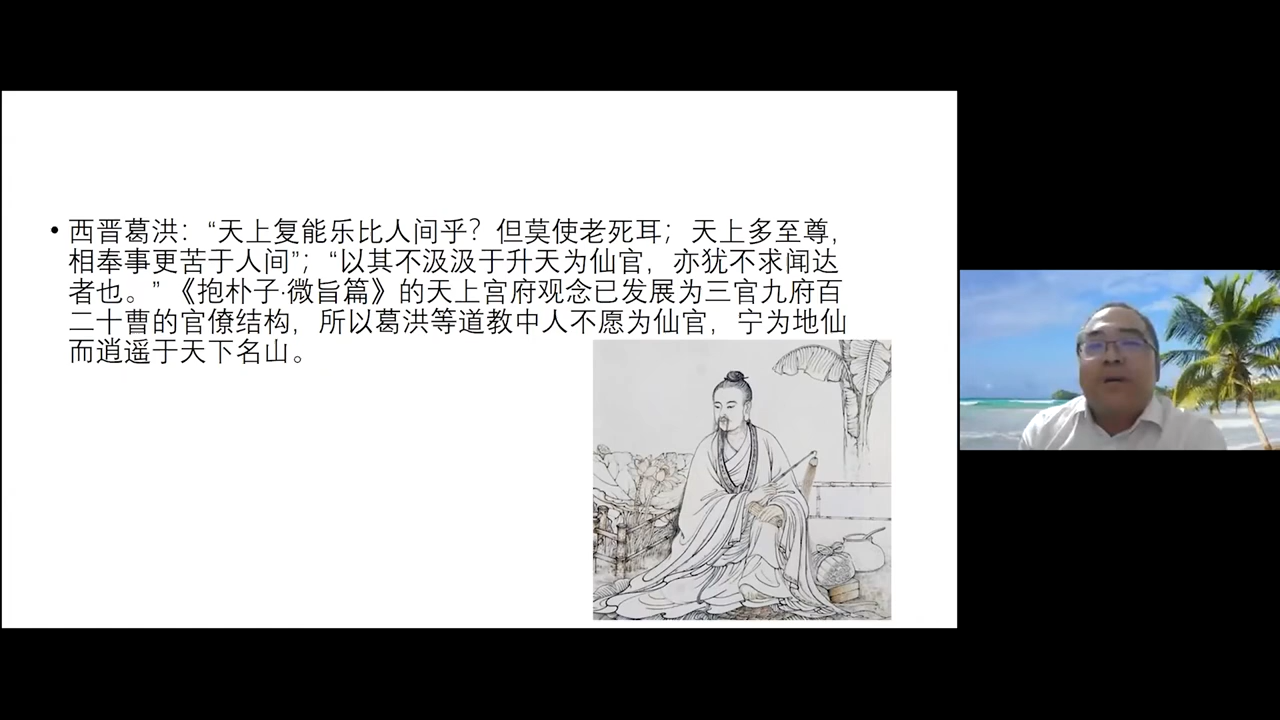 • 西晋葛洪：“天上复能乐比人间乎？但莫使老死耳；天上多至尊，
相奉事更苦于人间”；“以其不汲汲于升天为仙官，亦犹不求闻达
者也。”《抱朴子·微旨篇》的天上宫府观念已发展为三官九府百
二十曹的官僚结构，所以葛洪等道教中人不愿为仙官，宁为地仙
而逍遥于天下名山。